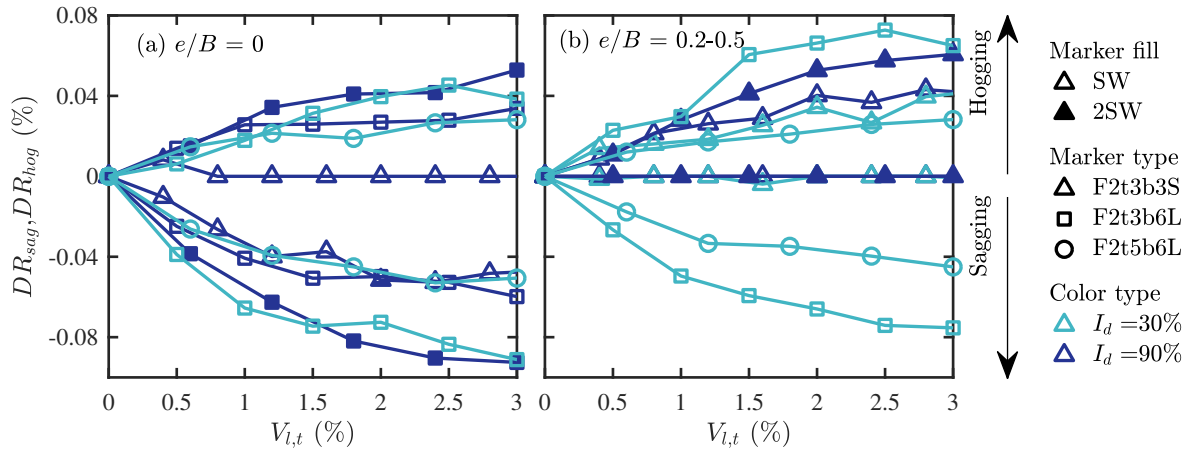 (a) e/B = 0
(b) e/B = 0.2-0.5
0.08
0.04
0.0
-0.04
-0.08
DR_sag, DR_hog (%)
0 0.5 1 1.5 2 2.5 3
V_l,t (%)
0 0.5 1 1.5 2 2.5 3
V_l,t (%)
Hogging
Sagging
Marker fill
SW
2SW
Marker type
F2t3b3S
F2t3b6L
F2t5b6L
Color type
I_d =30%
I_d =90%